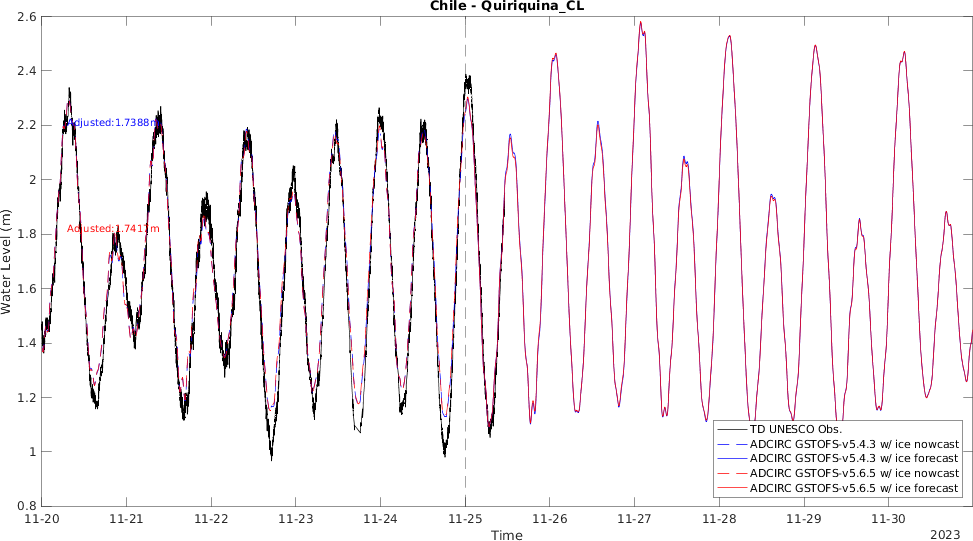 Chile - Quiriquina_CL
2.6
2.4
2.2
2
1.8
1.6
1.4
1.2
1
0.8
Water Level (m)
Adjusted:1.7388m
Adjusted:1.7411m
TD UNESCO Obs.
ADCIRC GSTOFS-v5.4.3 w/ ice nowcast
ADCIRC GSTOFS-v5.4.3 w/ ice forecast
ADCIRC GSTOFS-v5.6.5 w/ ice nowcast
ADCIRC GSTOFS-v5.6.5 w/ ice forecast
11-20 11-21 11-22 11-23 11-24 11-25 11-26 11-27 11-28 11-29 11-30
Time
2023